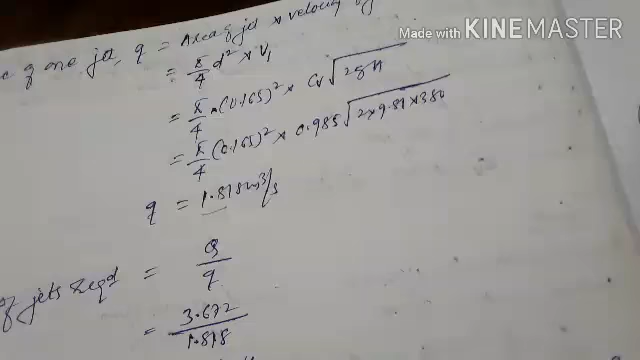 Made with KINEMASTER
of one jet, q = Area of jet × velocity of
= π/4 d² × V₁
= π/4 × (0.165)² × Cv √2gH
= π/4 (0.165)² × 0.985 √2×9.81×380
q = 1.818 m³/s
of jets reqd = Q/q
= 3.672/1.818